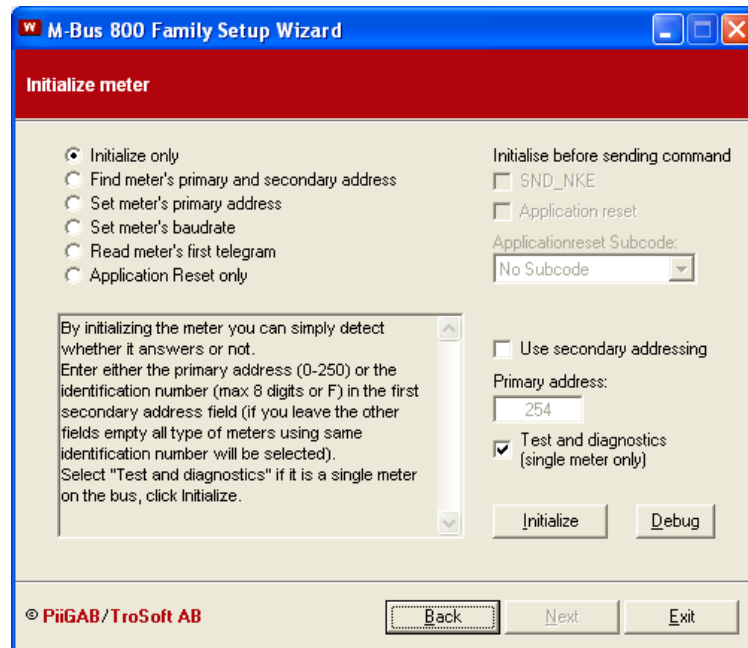 W M-Bus 800 Family Setup Wizard
Initialize meter
Initialize only
Find meter's primary and secondary address
Set meter's primary address
Set meter's baudrate
Read meter's first telegram
Application Reset only
Initialise before sending command
SND_NKE
Application reset
Applicationreset Subcode:
No Subcode
By initializing the meter you can simply detect
whether it answers or not.
Enter either the primary address (0-250) or the
identification number (max 8 digits or F) in the first
secondary address field (if you leave the other
fields empty all type of meters using same
identification number will be selected).
Select "Test and diagnostics" if it is a single meter
on the bus, click Initialize.
Use secondary addressing
Primary address:
254
Test and diagnostics
(single meter only)
Initialize
Debug
© PiiGAB/TroSoft AB
Back
Next
Exit